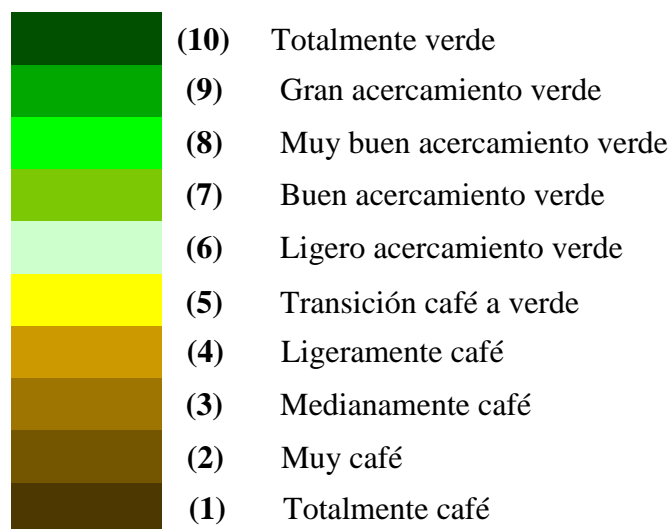 (10) Totalmente verde
(9) Gran acercamiento verde
(8) Muy buen acercamiento verde
(7) Buen acercamiento verde
(6) Ligero acercamiento verde
(5) Transición café a verde
(4) Ligeramente café
(3) Medianamente café
(2) Muy café
(1) Totalmente café